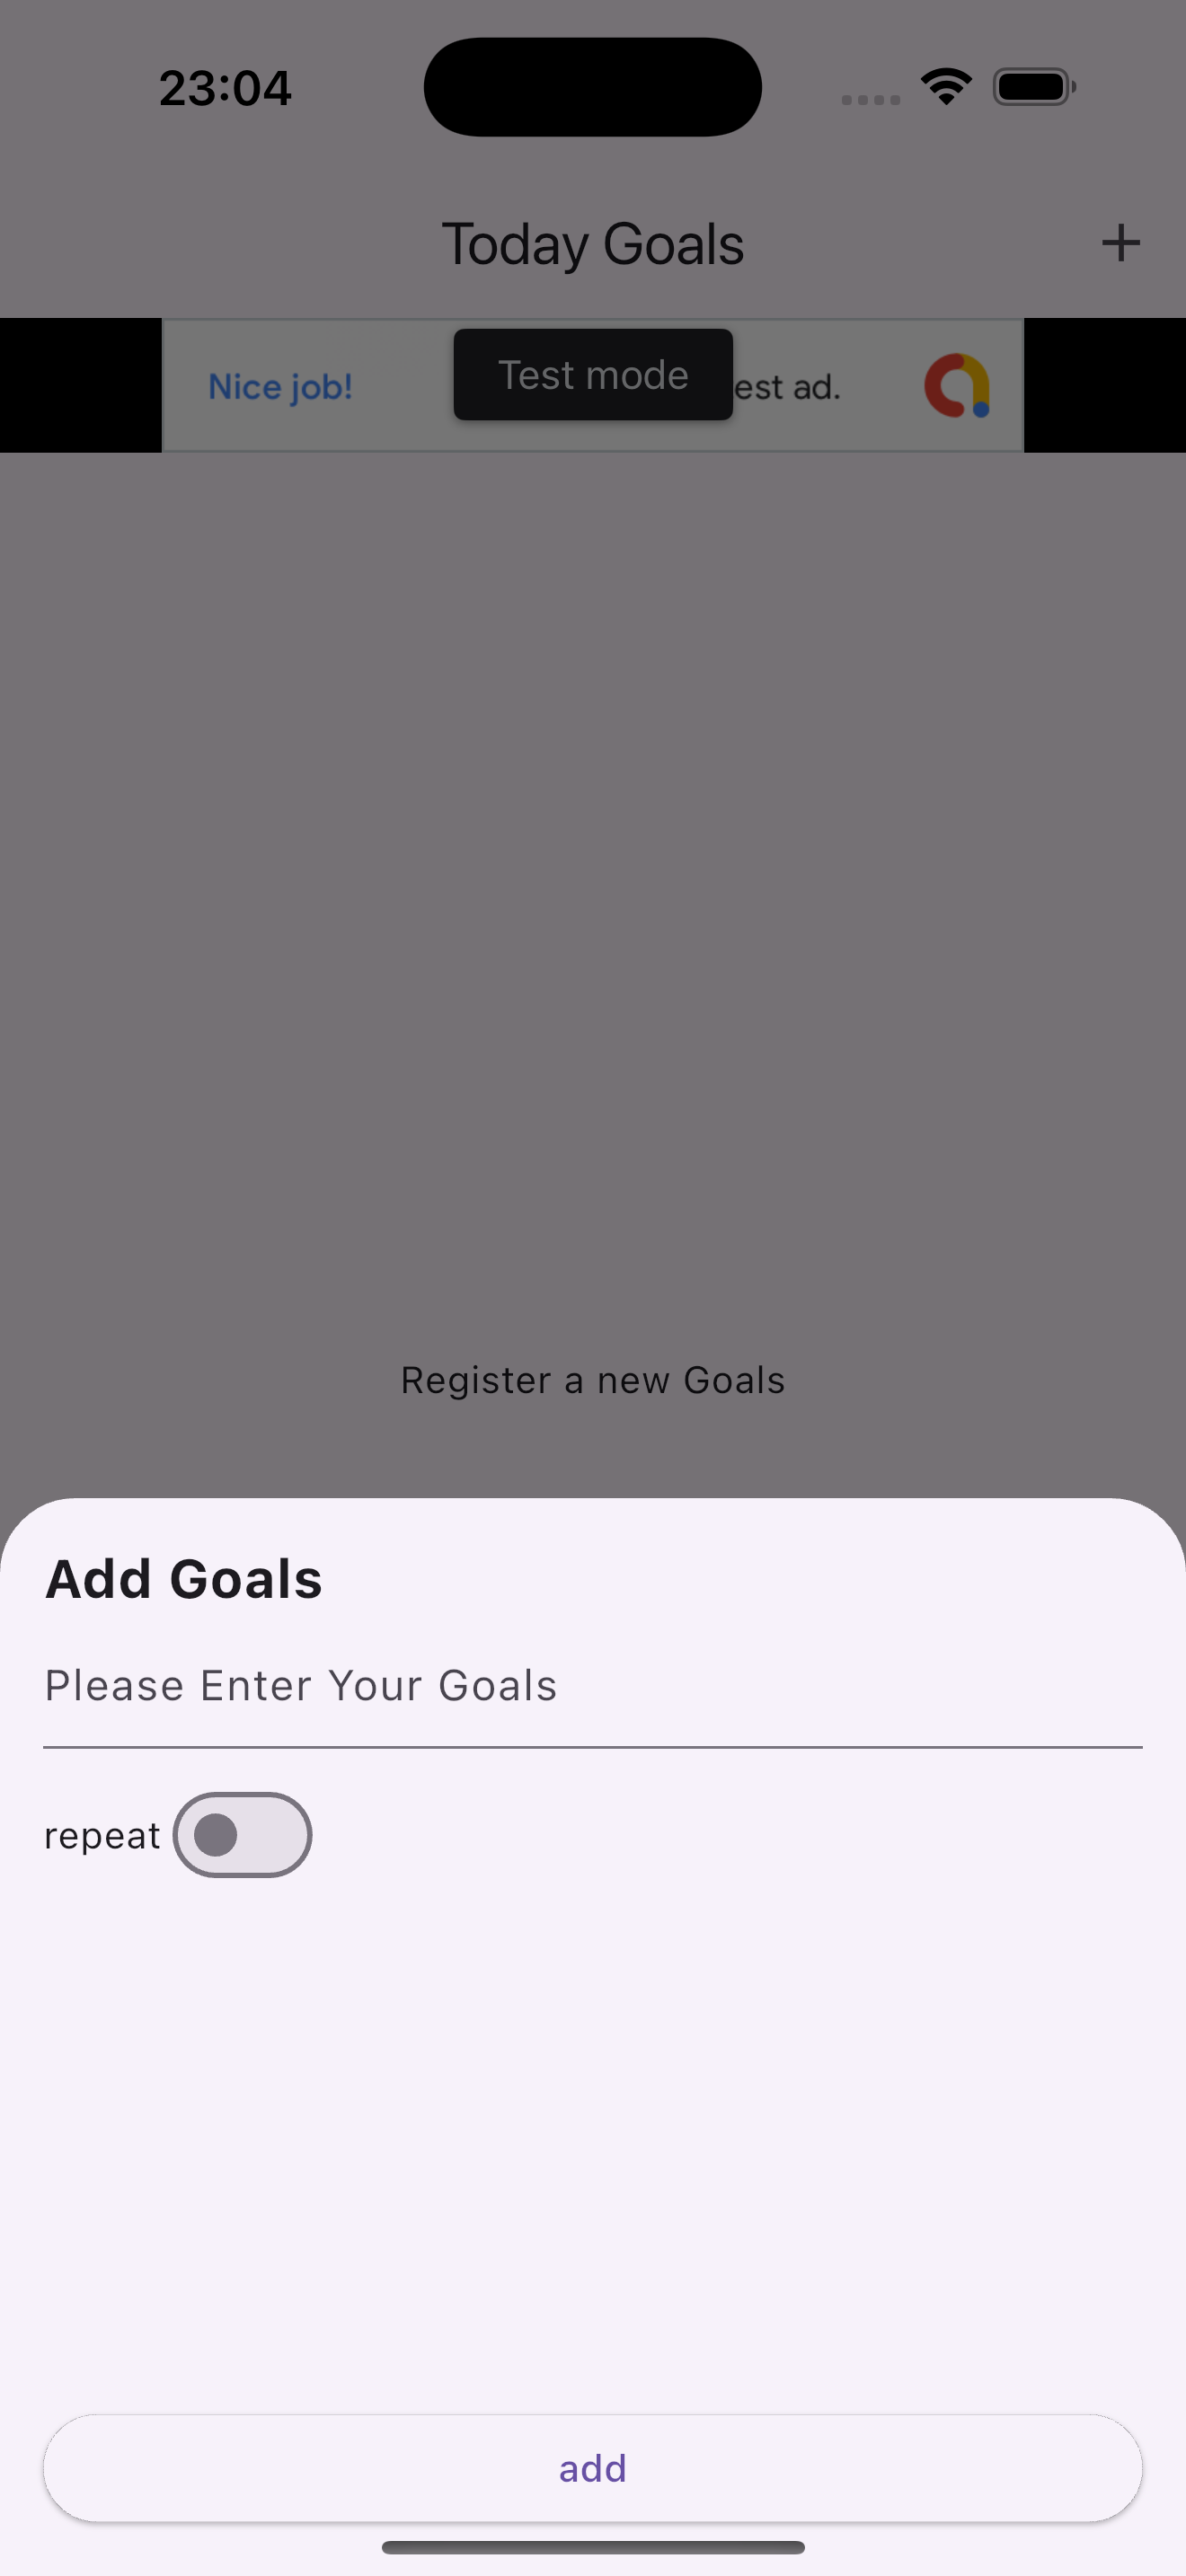 23:04
Today Goals
Nice job!
Test mode
est ad.
Register a new Goals
Add Goals
Please Enter Your Goals
repeat
add